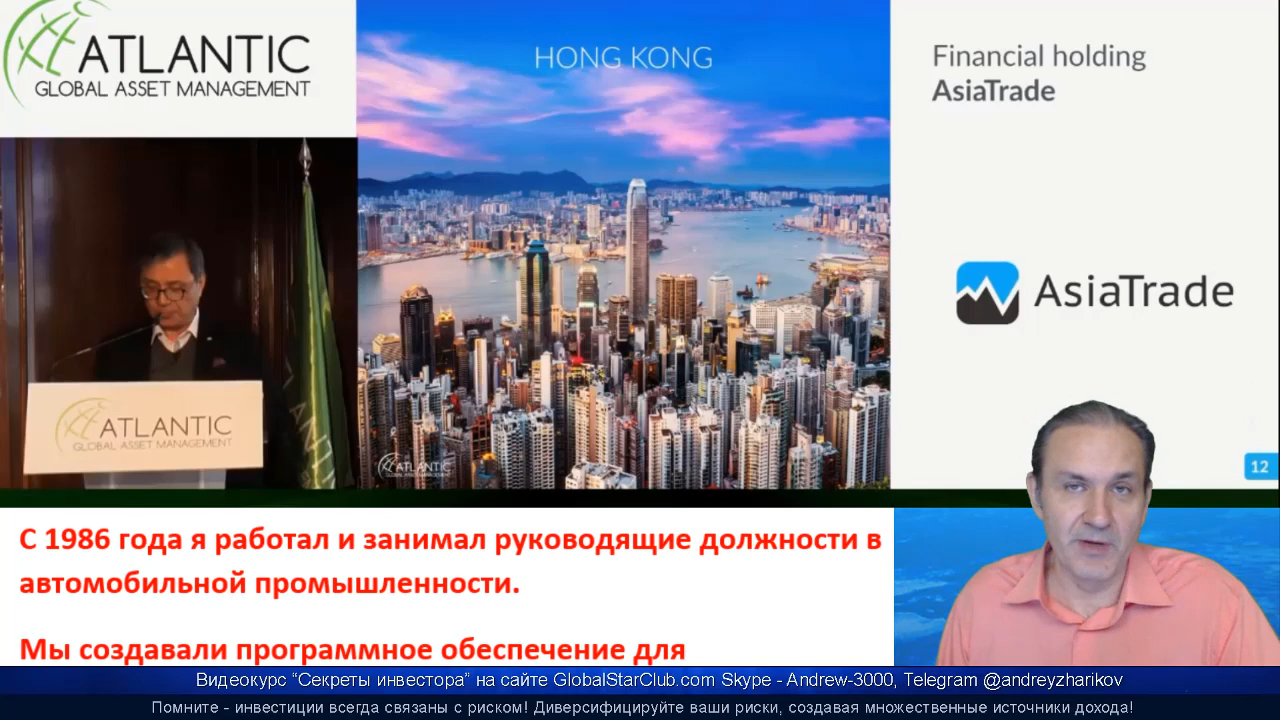 ATLANTIC
GLOBAL ASSET MANAGEMENT
HONG KONG
Financial holding
AsiaTrade
AsiaTrade
ATLANTIC
GLOBAL ASSET MANAGEMENT
ATLANTIC
12
С 1986 года я работал и занимал руководящие должности в
автомобильной промышленности.
Мы создавали программное обеспечение для
Видеокурс “Секреты инвестора” на сайте GlobalStarClub.com Skype - Andrew-3000, Telegram @andreyzharikov
Помните - инвестиции всегда связаны с риском! Диверсифицируйте ваши риски, создавая множественные источники дохода!